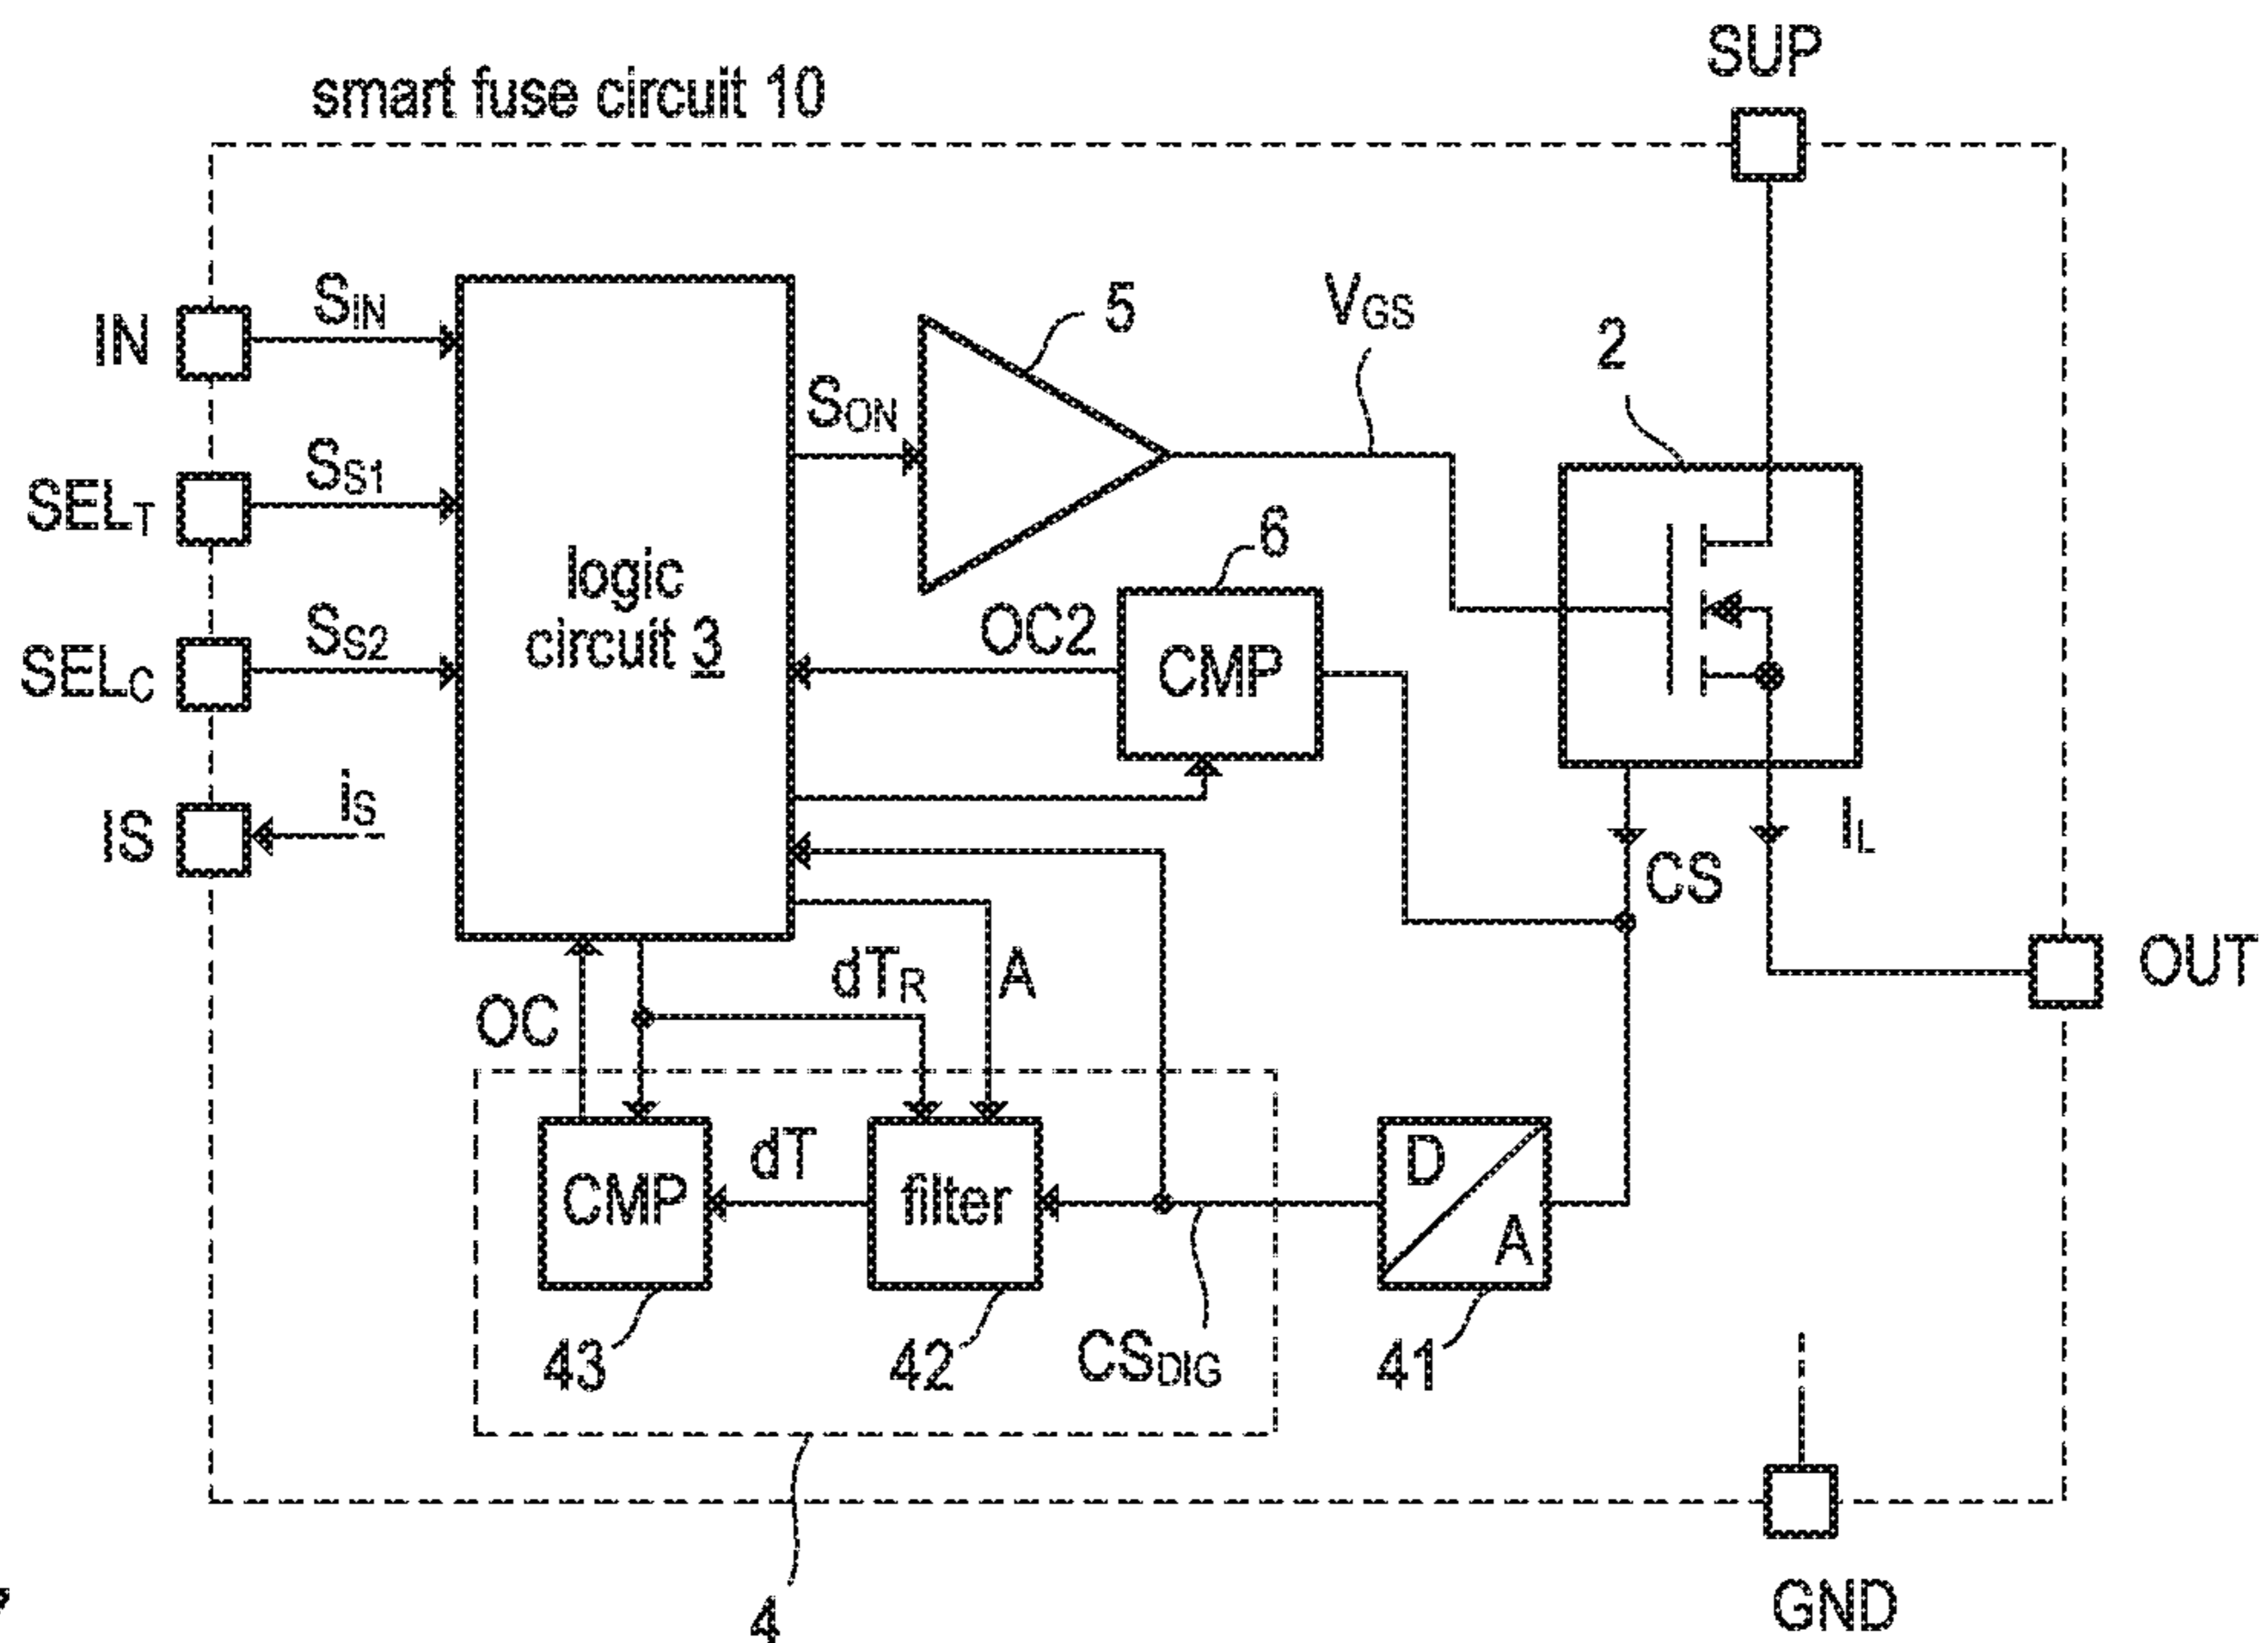 SUP
smart fuse circuit 10
IN
SIN
5
VGS
2
SON
SELT
SS1
6
logic
circuit 3
OC2
CMP
SELC
SS2
IS
iS
IL
CS
OUT
OC
dTR
A
CMP
dT
filter
D
A
43
42
CSDIG
41
4
GND